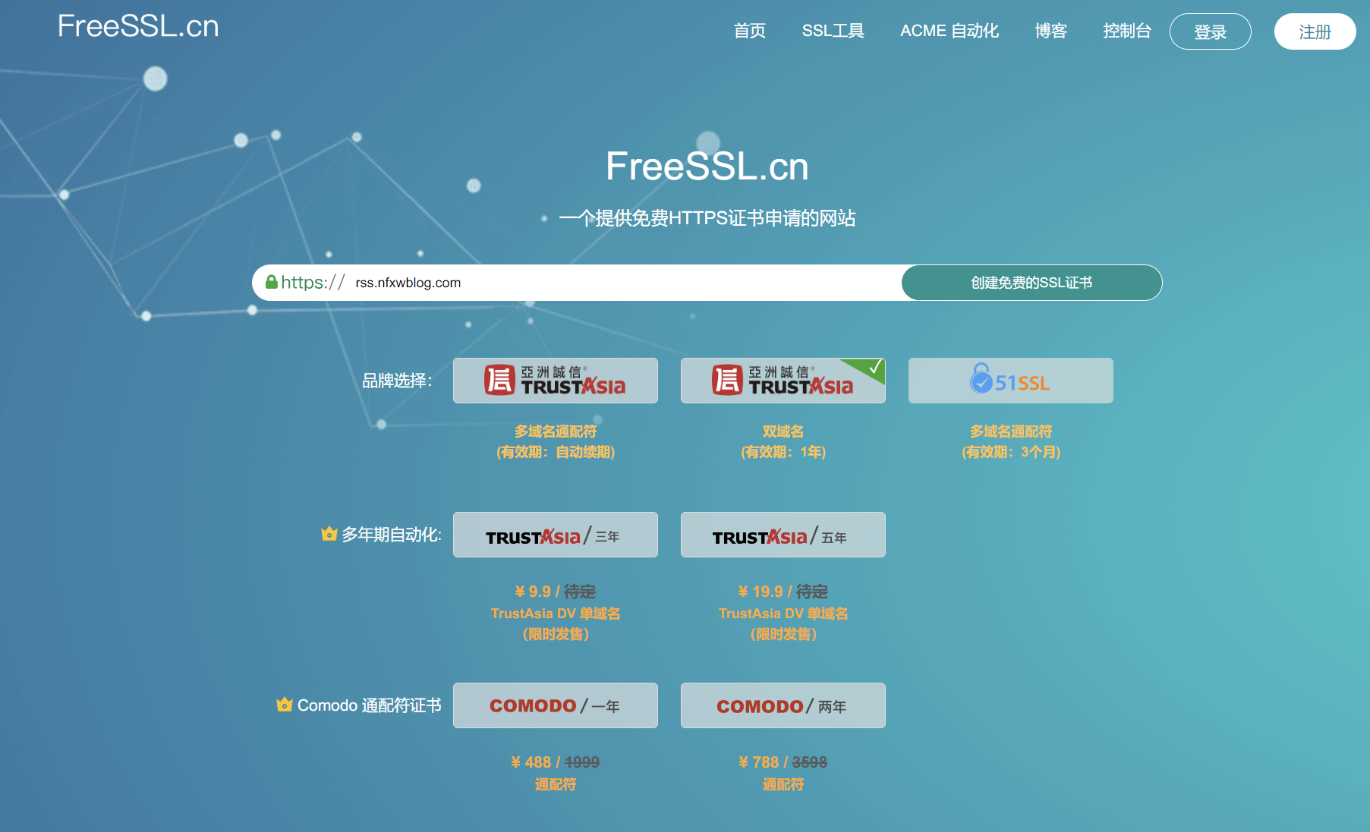 FreeSSL.cn
首页 SSL工具 ACME 自动化 博客 控制台 登录 注册
FreeSSL.cn
一个提供免费HTTPS证书申请的网站
https:// rss.nfxwblog.com 创建免费的SSL证书
品牌选择: 亞洲誠信® TRUSTAsia 亞洲誠信® TRUSTAsia 51SSL
多域名通配符 双域名 多域名通配符
(有效期：自动续期) (有效期：1年) (有效期：3个月)
多年期自动化: TRUSTAsia/三年 TRUSTAsia/五年
¥ 9.9 / 待定 ¥ 19.9 / 待定
TrustAsia DV 单域名 TrustAsia DV 单域名
(限时发售) (限时发售)
Comodo 通配符证书 COMODO/一年 COMODO/两年
¥ 488 / 1999 ¥ 788 / 3598
通配符 通配符